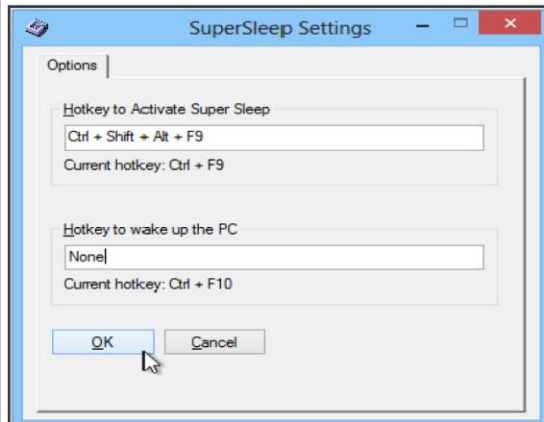 SuperSleep Settings
Options
Hotkey to Activate Super Sleep
Ctrl + Shift + Alt + F9
Current hotkey: Ctrl + F9
Hotkey to wake up the PC
None
Current hotkey: Ctrl + F10
OK Cancel